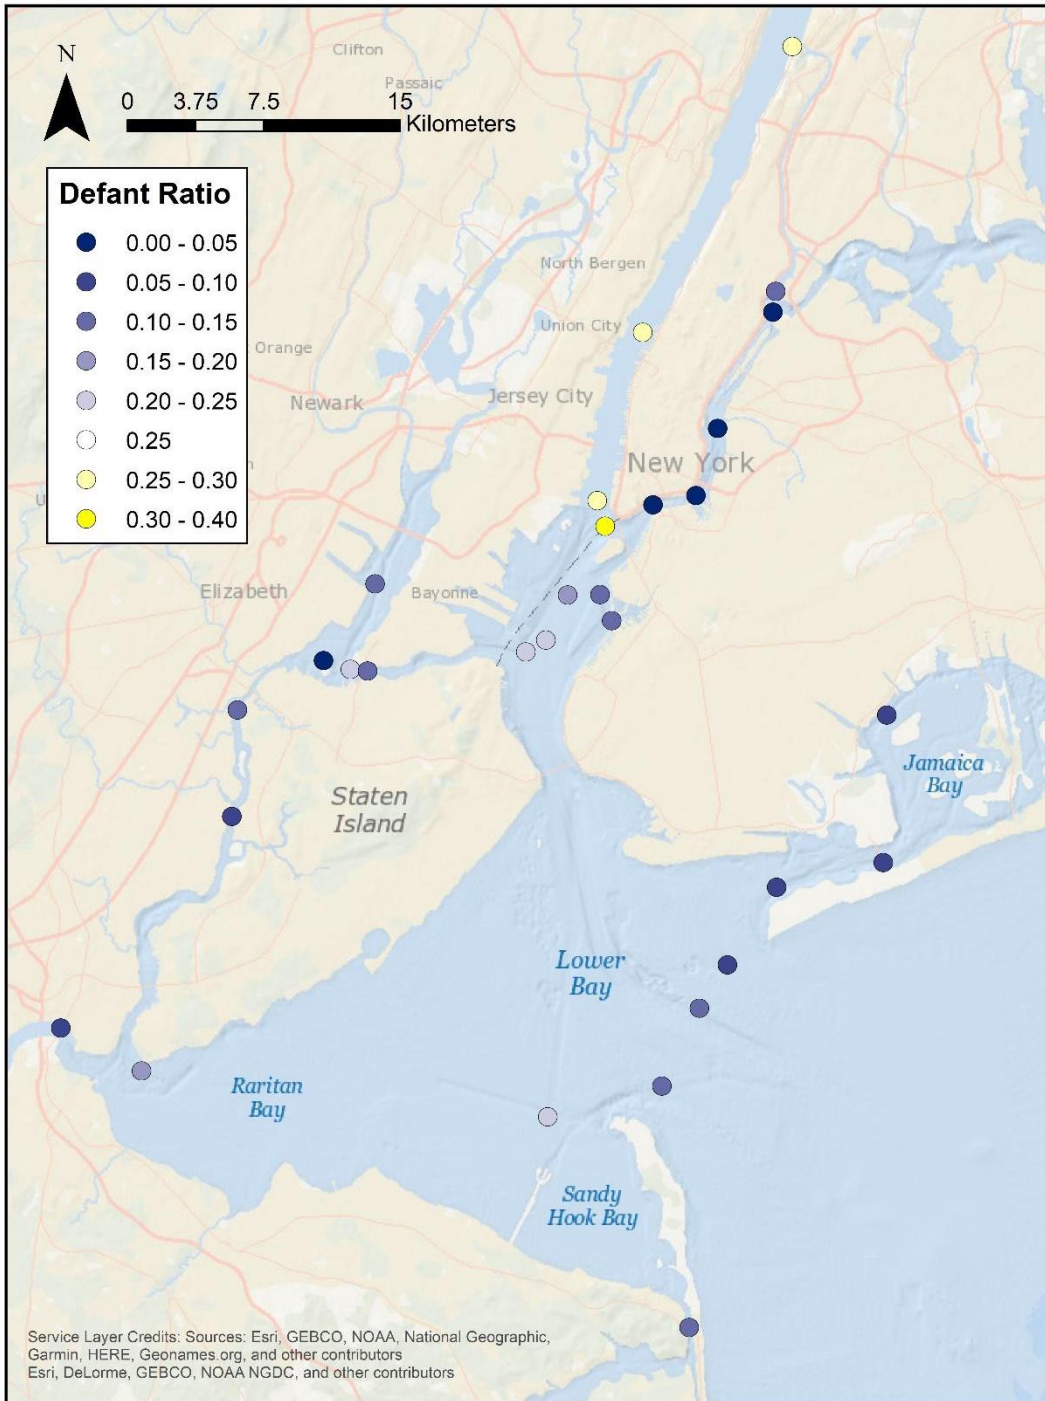 Clifton
Passaic
N
0 3.75 7.5 15
Kilometers
Defant Ratio
0.00 - 0.05
0.05 - 0.10
0.10 - 0.15
0.15 - 0.20
0.20 - 0.25
0.25
0.25 - 0.30
0.30 - 0.40
North Bergen
Union City
Orange
Newark
Jersey City
New York
Elizabeth
Bayonne
Jamaica
Bay
Staten
Island
Lower
Bay
Raritan
Bay
Sandy
Hook Bay
Service Layer Credits: Sources: Esri, GEBCO, NOAA, National Geographic,
Garmin, HERE, Geonames.org, and other contributors
Esri, DeLorme, GEBCO, NOAA NGDC, and other contributors